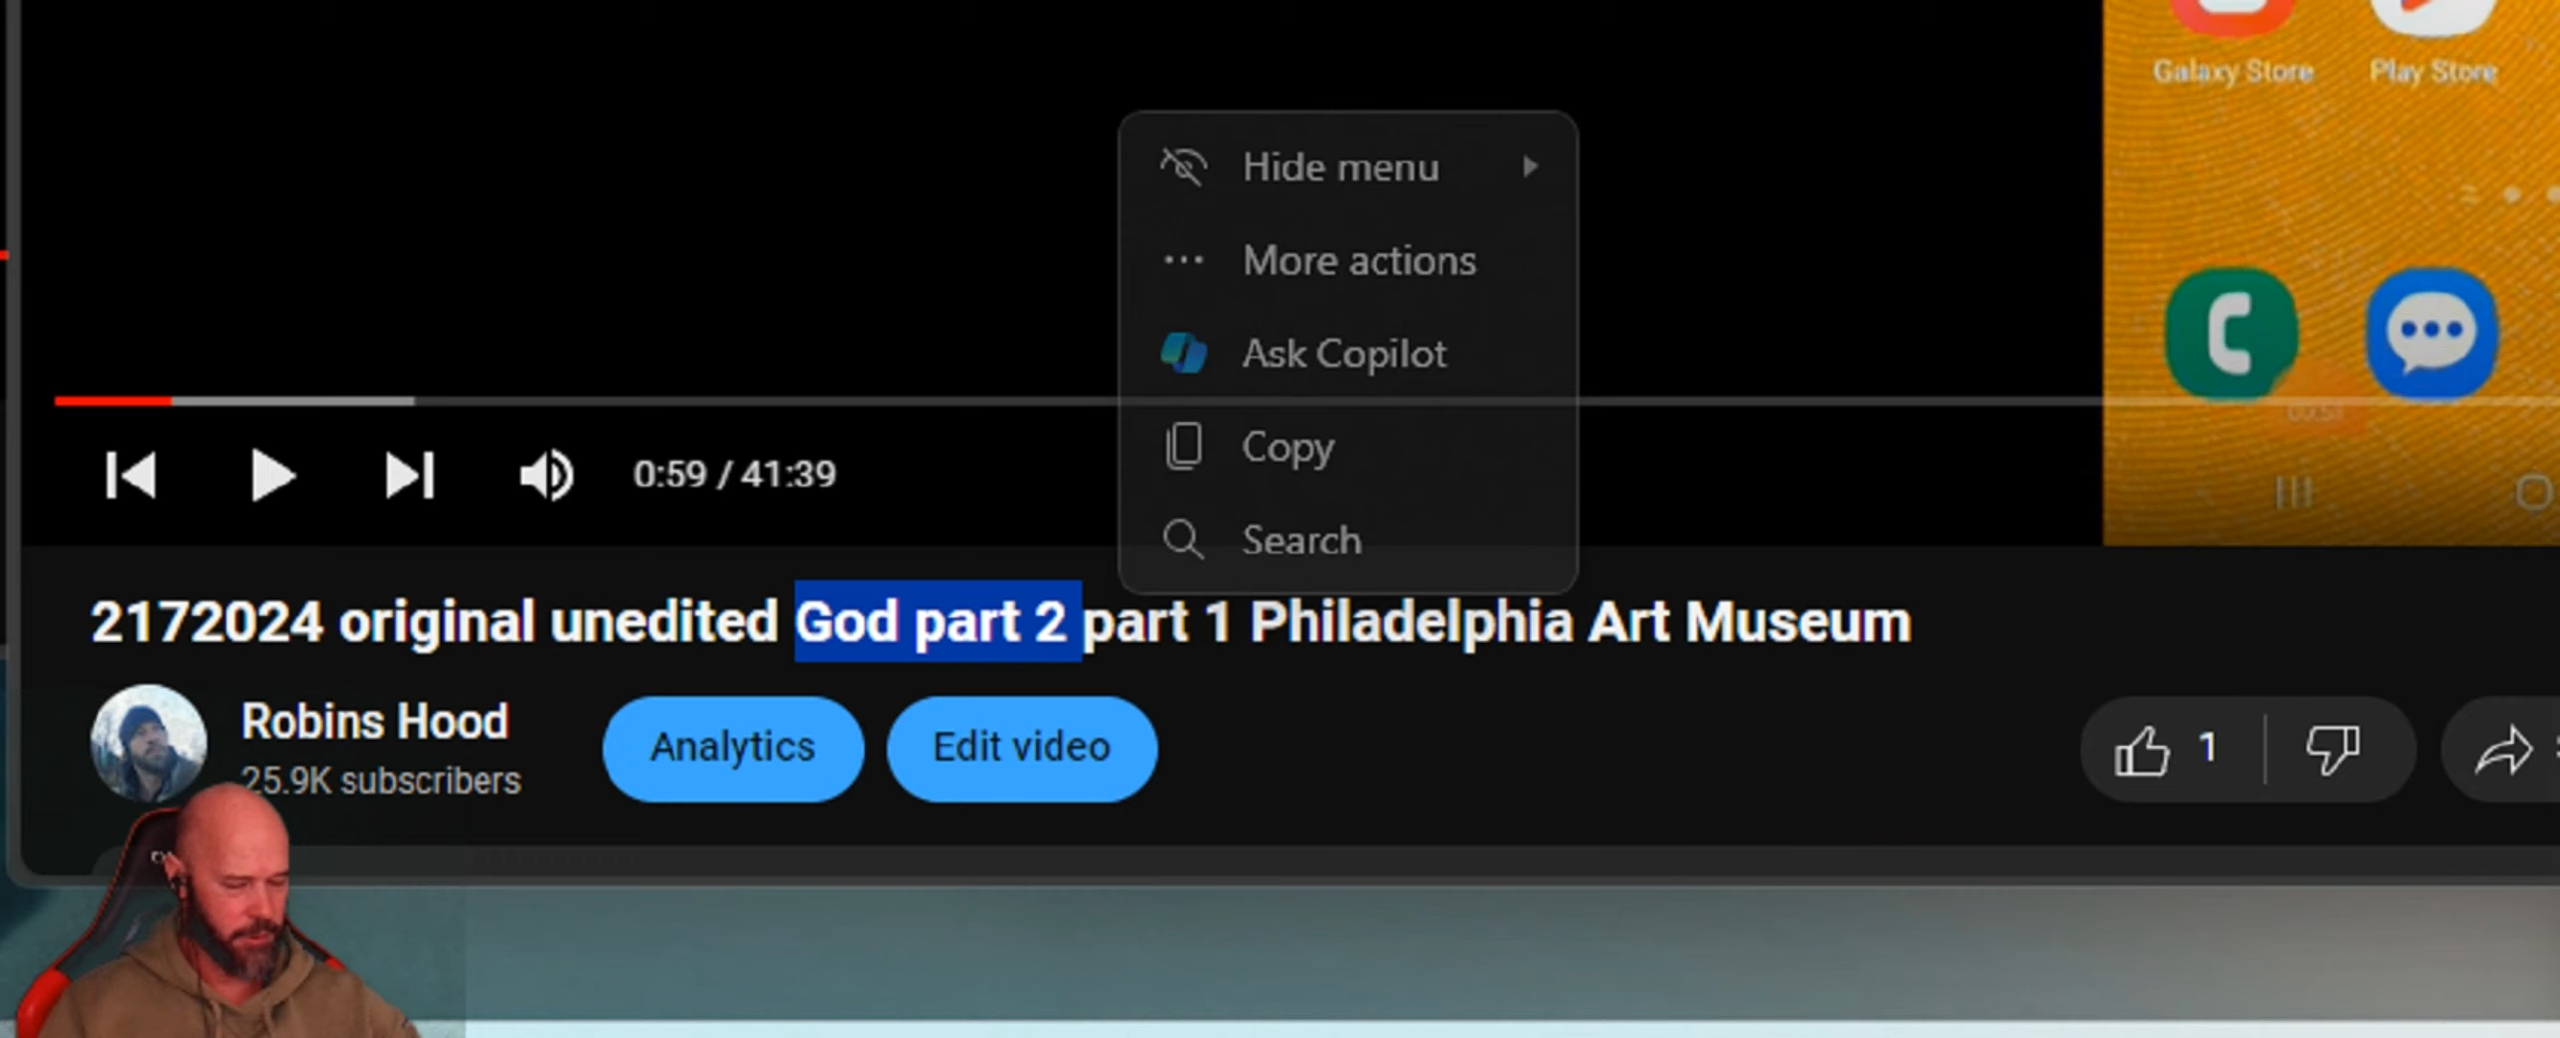 Galaxy Store Play Store
Hide menu
More actions
Ask Copilot
Copy
Search
0:59 / 41:39
2172024 original unedited God part 2 part 1 Philadelphia Art Museum
Robins Hood
25.9K subscribers
Analytics
Edit video
1